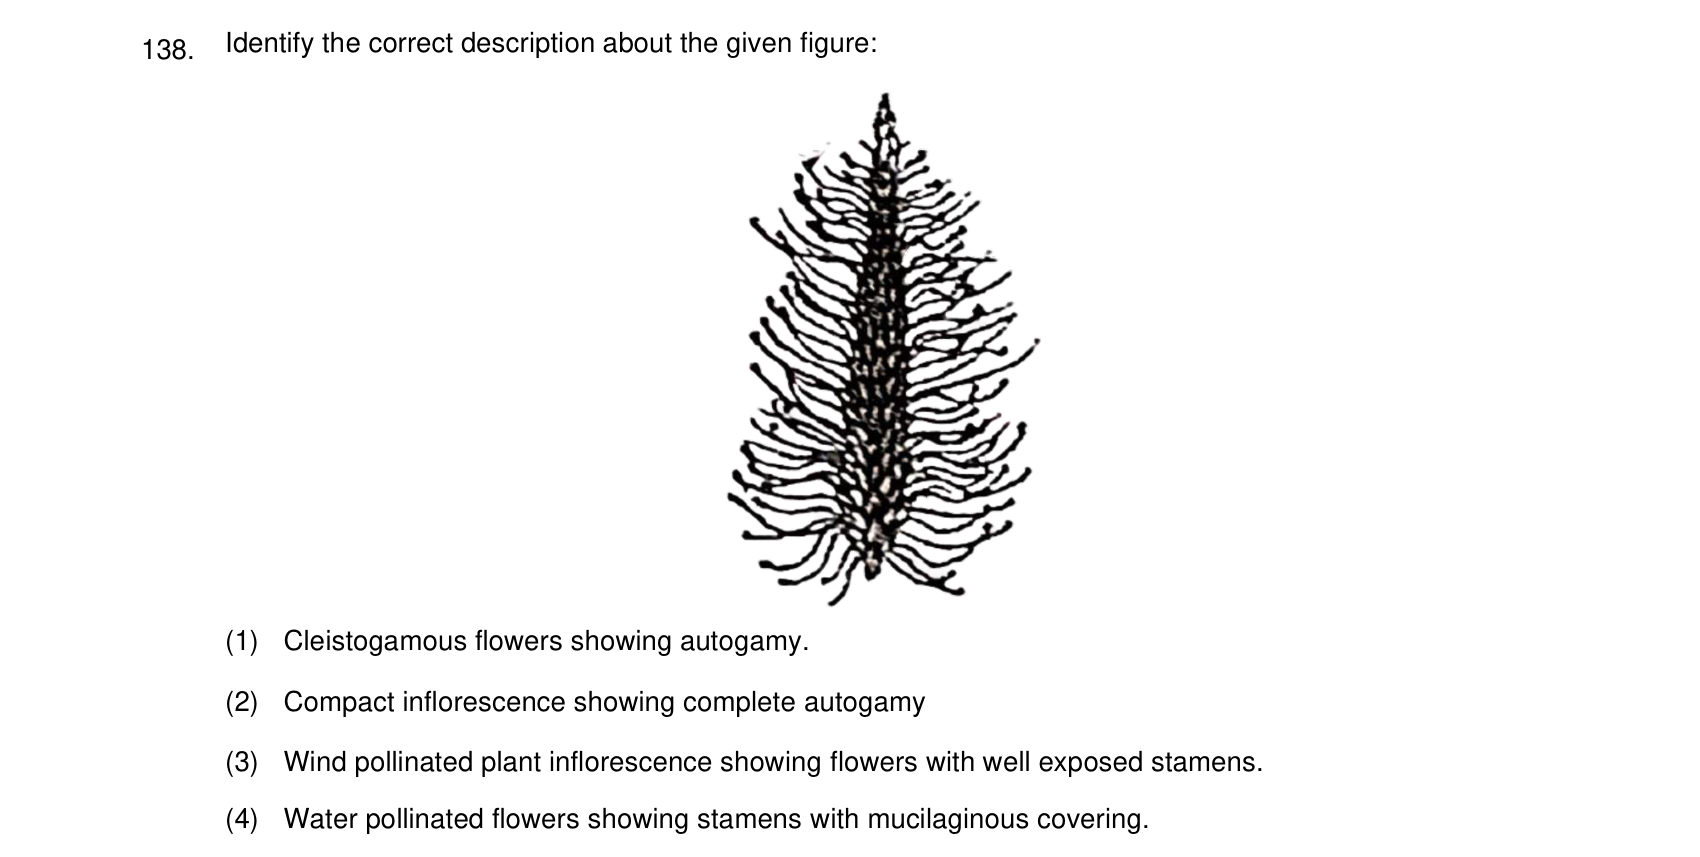 138. Identify the correct description about the given figure:
(1) Cleistogamous flowers showing autogamy.
(2) Compact inflorescence showing complete autogamy
(3) Wind pollinated plant inflorescence showing flowers with well exposed stamens.
(4) Water pollinated flowers showing stamens with mucilaginous covering.